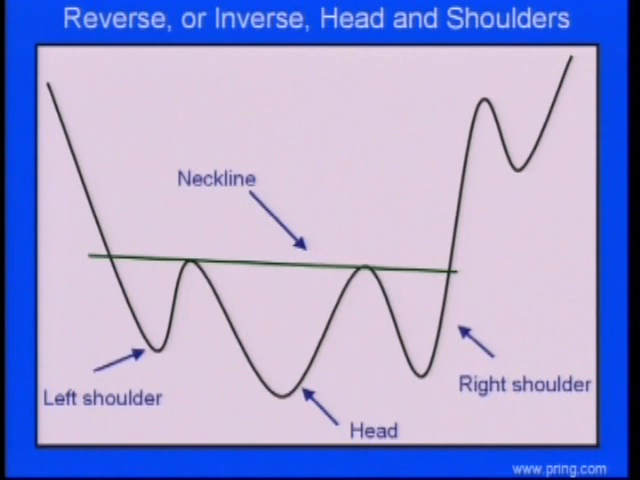 Reverse, or Inverse, Head and Shoulders
Neckline
Left shoulder
Right shoulder
Head
www.pring.com